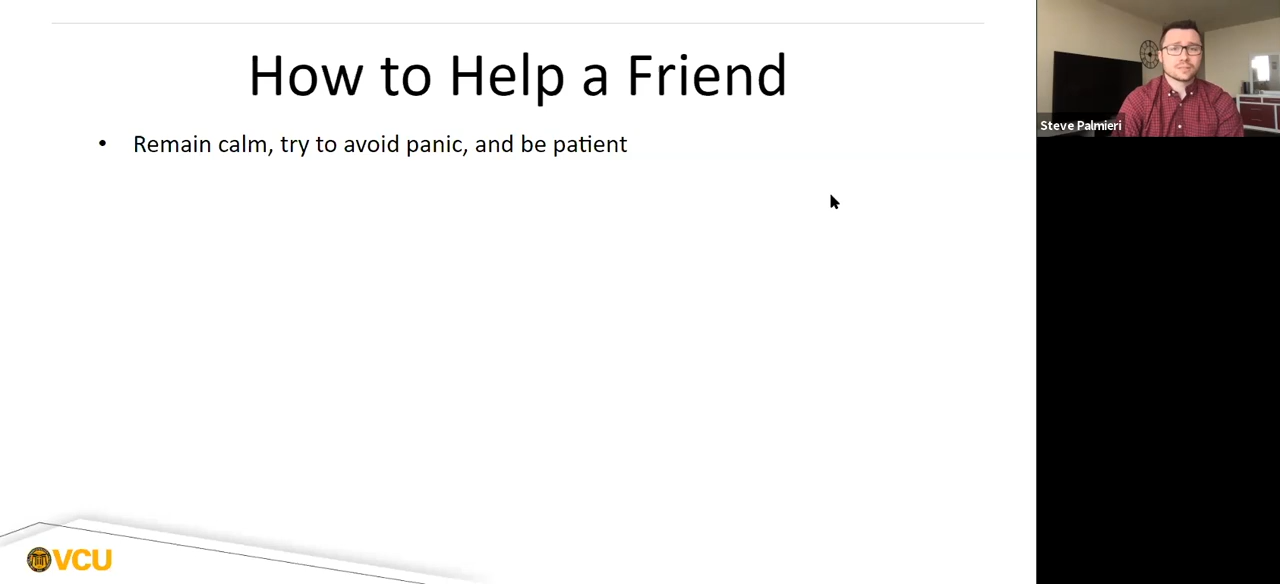 How to Help a Friend
• Remain calm, try to avoid panic, and be patient
Steve Palmieri
VCU